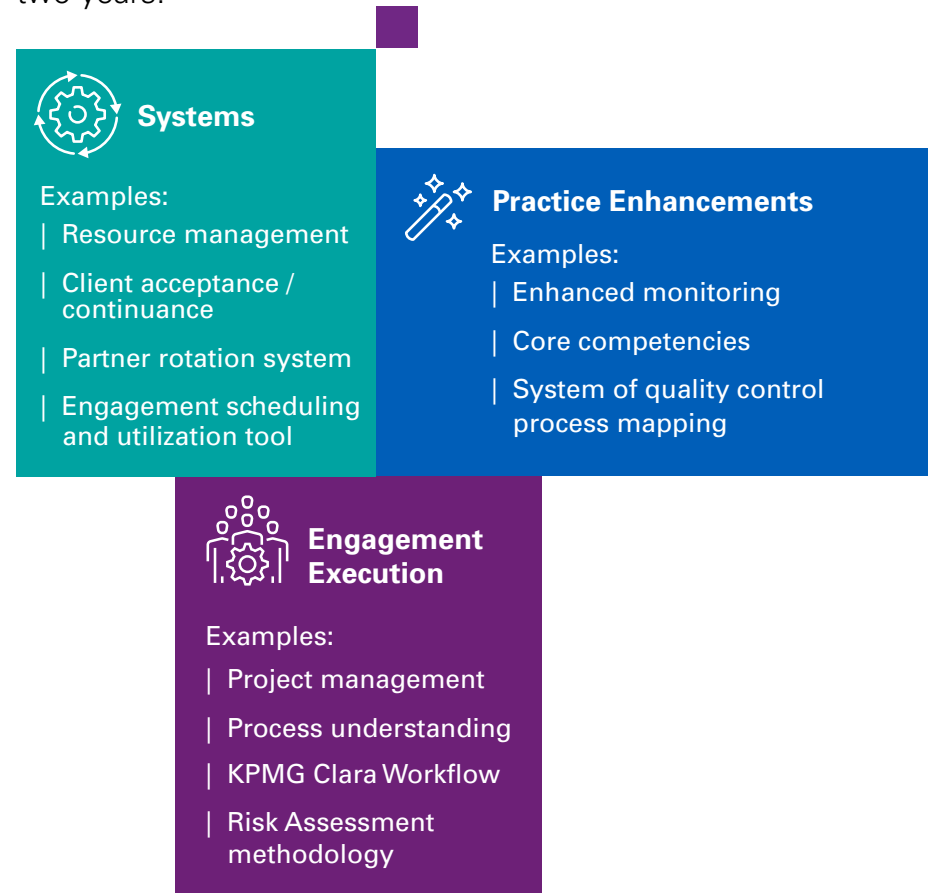 two years.
Systems
Examples:
| Resource management
| Client acceptance /
continuance
| Partner rotation system
| Engagement scheduling
and utilization tool
Practice Enhancements
Examples:
| Enhanced monitoring
| Core competencies
| System of quality control
process mapping
Engagement
Execution
Examples:
| Project management
| Process understanding
| KPMG Clara Workflow
| Risk Assessment
methodology